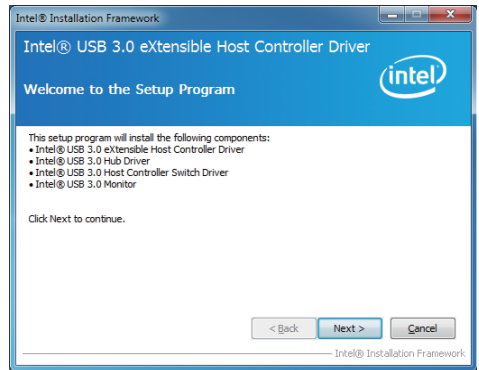 Intel® Installation Framework
Intel® USB 3.0 eXtensible Host Controller Driver
Welcome to the Setup Program
(intel)
This setup program will install the following components:
• Intel® USB 3.0 eXtensible Host Controller Driver
• Intel® USB 3.0 Hub Driver
• Intel® USB 3.0 Host Controller Switch Driver
• Intel® USB 3.0 Monitor
Click Next to continue.
< Back Next > Cancel
Intel® Installation Framework